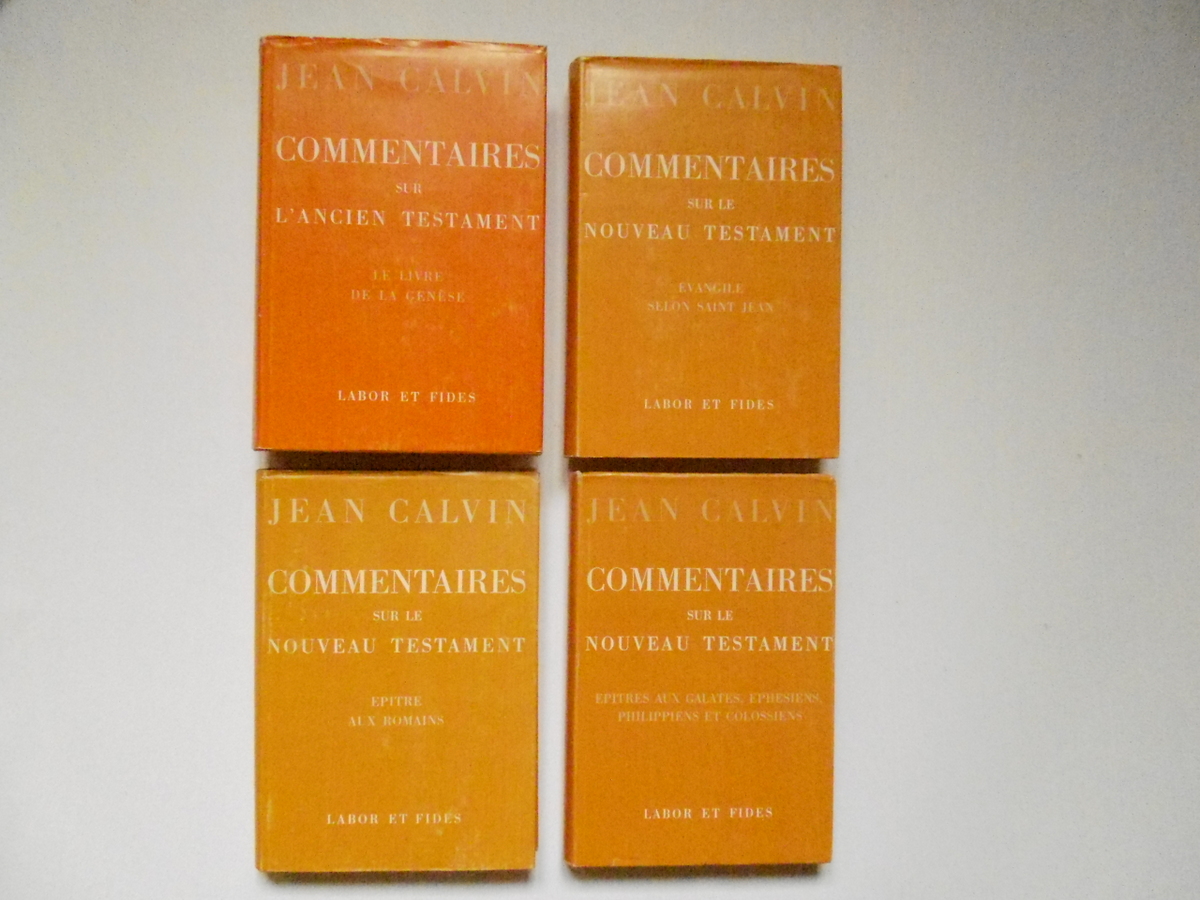 JEAN CALVIN
COMMENTAIRES
SUR
L'ANCIEN TESTAMENT
LE LIVRE
DE LA GENÈSE
LABOR ET FIDES
JEAN CALVIN
COMMENTAIRES
SUR LE
NOUVEAU TESTAMENT
EVANGILE
SELON SAINT JEAN
LABOR ET FIDES
JEAN CALVIN
COMMENTAIRES
SUR LE
NOUVEAU TESTAMENT
EPITRE
AUX ROMAINS
LABOR ET FIDES
JEAN CALVIN
COMMENTAIRES
SUR LE
NOUVEAU TESTAMENT
EPITRES AUX GALATES, EPHESIENS,
PHILIPPIENS ET COLOSSIENS
LABOR ET FIDES